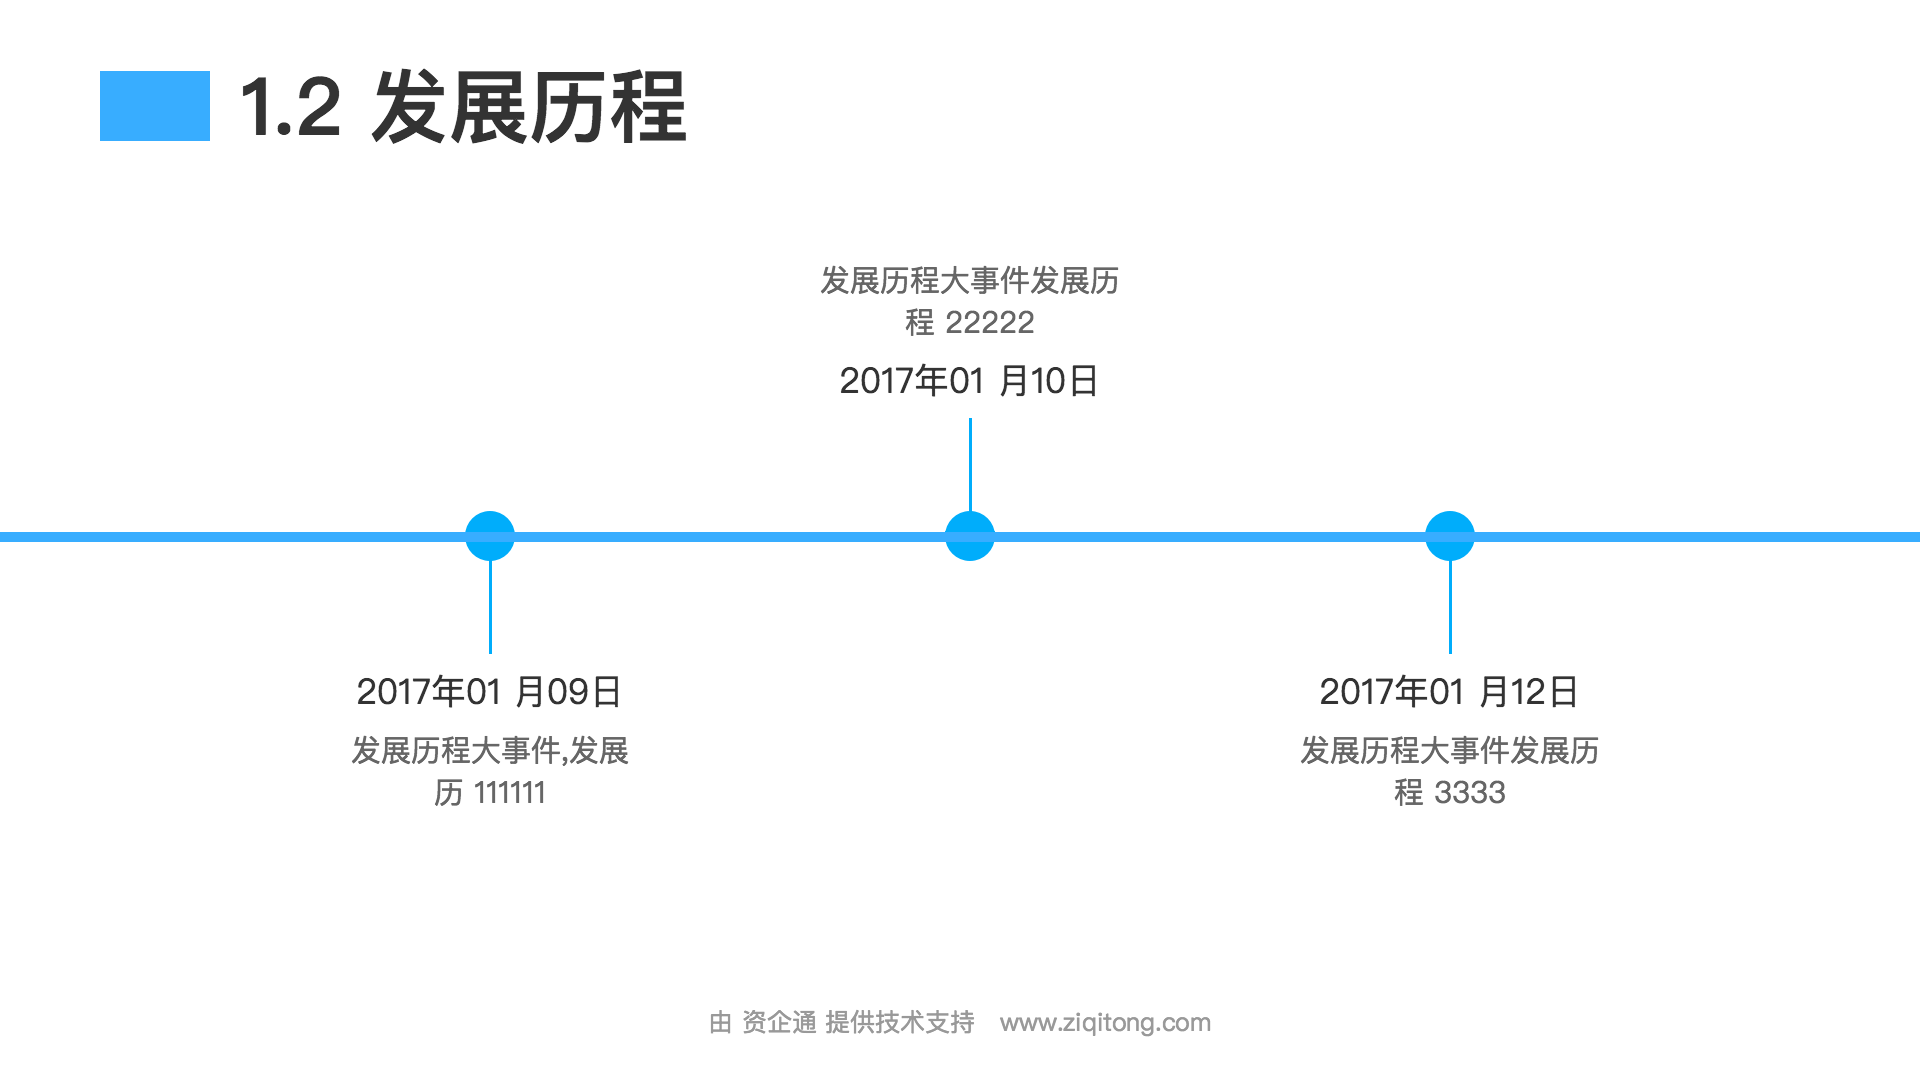 1.2 发展历程
发展历程大事件发展历
程 22222
2017年01 月10日
2017年01 月09日
发展历程大事件,发展
历 111111
2017年01 月12日
发展历程大事件发展历
程 3333
由 资企通 提供技术支持 www.ziqitong.com